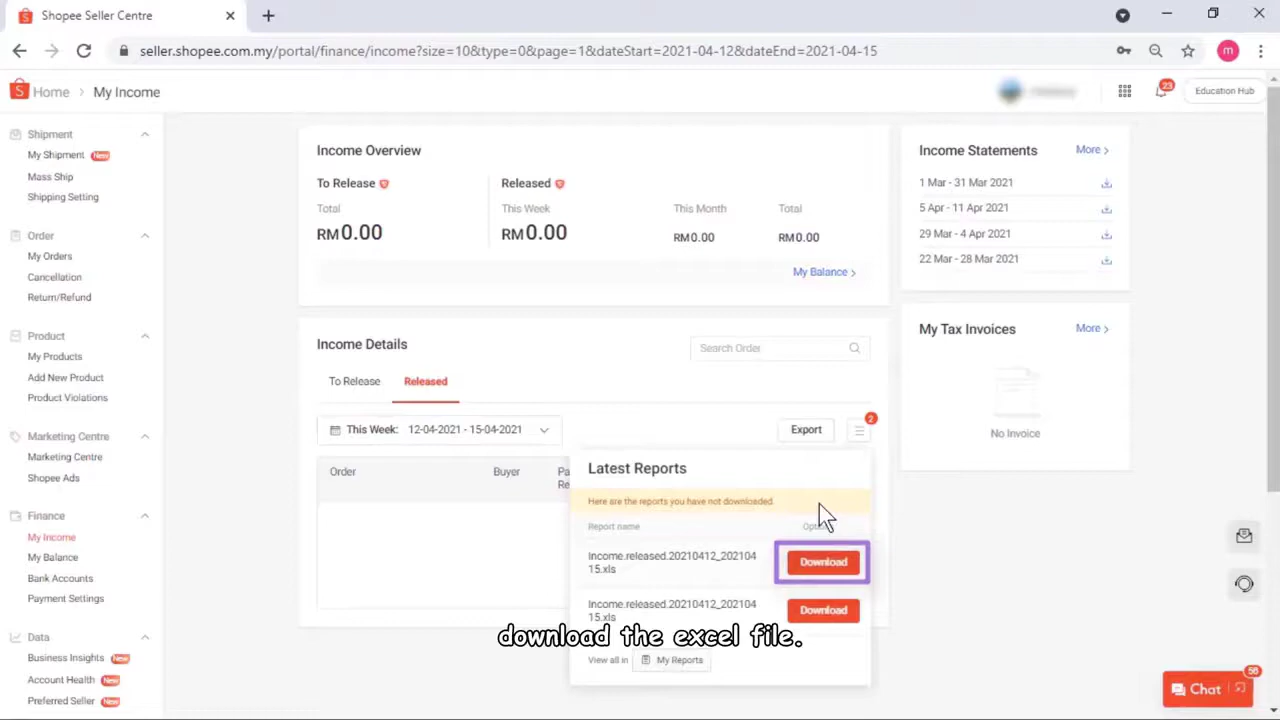 Shopee Seller Centre
seller.shopee.com.my/portal/finance/income?size=10&type=0&page=1&dateStart=2021-04-12&dateEnd=2021-04-15
m
Home > My Income
23
Education Hub
Shipment
My Shipment New
Mass Ship
Shipping Setting
Order
My Orders
Cancellation
Return/Refund
Product
My Products
Add New Product
Product Violations
Marketing Centre
Marketing Centre
Shopee Ads
Finance
My Income
My Balance
Bank Accounts
Payment Settings
Data
Business Insights New
Account Health New
Preferred Seller New
Income Overview
To Release
Total
RM0.00
Released
This Week
RM0.00
This Month
RM0.00
Total
RM0.00
My Balance >
Income Details
Search Order
To Release
Released
This Week: 12-04-2021 - 15-04-2021
Export
2
Order
Buyer
Latest Reports
Here are the reports you have not downloaded
Report name
Income.released.20210412_202104
15.xls
Download
Income.released.20210412_202104
15.xls
Download
View all in
My Reports
download the excel file.
Income Statements
More >
1 Mar - 31 Mar 2021
5 Apr - 11 Apr 2021
29 Mar - 4 Apr 2021
22 Mar - 28 Mar 2021
My Tax Invoices
More >
No Invoice
Chat
56